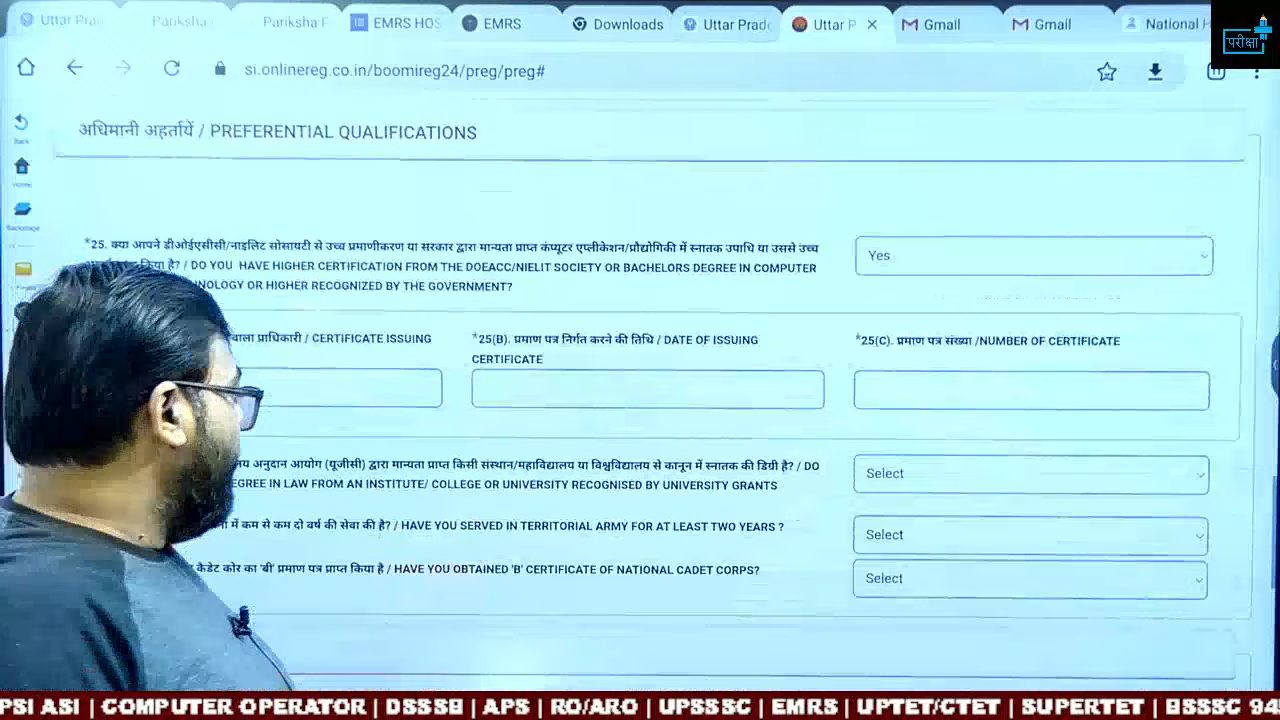 Uttar Pra
Pariksha
Pariksha F
EMRS HOS
EMRS
Downloads
Uttar Prade
Uttar P
Gmail
Gmail
National H
परीक्षा
si.onlinereg.co.in/boomireg24/preg/preg#
Back
Home
Backstage
अधिमानी अहर्तायें / PREFERENTIAL QUALIFICATIONS
*25. क्या आपने डीओईएसीसी/नाइलिट सोसायटी से उच्च प्रमाणीकरण या सरकार द्वारा मान्यता प्राप्त कंप्यूटर एप्लीकेशन/प्रौद्योगिकी में स्नातक उपाधि या उससे उच्च
किया है? / DO YOU HAVE HIGHER CERTIFICATION FROM THE DOEACC/NIELIT SOCIETY OR BACHELORS DEGREE IN COMPUTER
NOLOGY OR HIGHER RECOGNIZED BY THE GOVERNMENT?
Yes
वाला प्राधिकारी / CERTIFICATE ISSUING
*25(B). प्रमाण पत्र निर्गत करने की तिथि / DATE OF ISSUING
CERTIFICATE
*25(C). प्रमाण पत्र संख्या /NUMBER OF CERTIFICATE
लय अनुदान आयोग (यूजीसी) द्वारा मान्यता प्राप्त किसी संस्थान/महाविद्यालय या विश्वविद्यालय से कानून में स्नातक की डिग्री है? / DO
EGREE IN LAW FROM AN INSTITUTE/ COLLEGE OR UNIVERSITY RECOGNISED BY UNIVERSITY GRANTS
Select
में कम से कम दो वर्ष की सेवा की है? / HAVE YOU SERVED IN TERRITORIAL ARMY FOR AT LEAST TWO YEARS ?
Select
कैडेट कोर का 'बी' प्रमाण पत्र प्राप्त किया है / HAVE YOU OBTAINED 'B' CERTIFICATE OF NATIONAL CADET CORPS?
Select
PSI ASI | COMPUTER OPERATOR | DSSSB | APS | RO/ARO | UPSSSC | EMRS | UPTET/CTET | SUPERTET | BSSSC 94